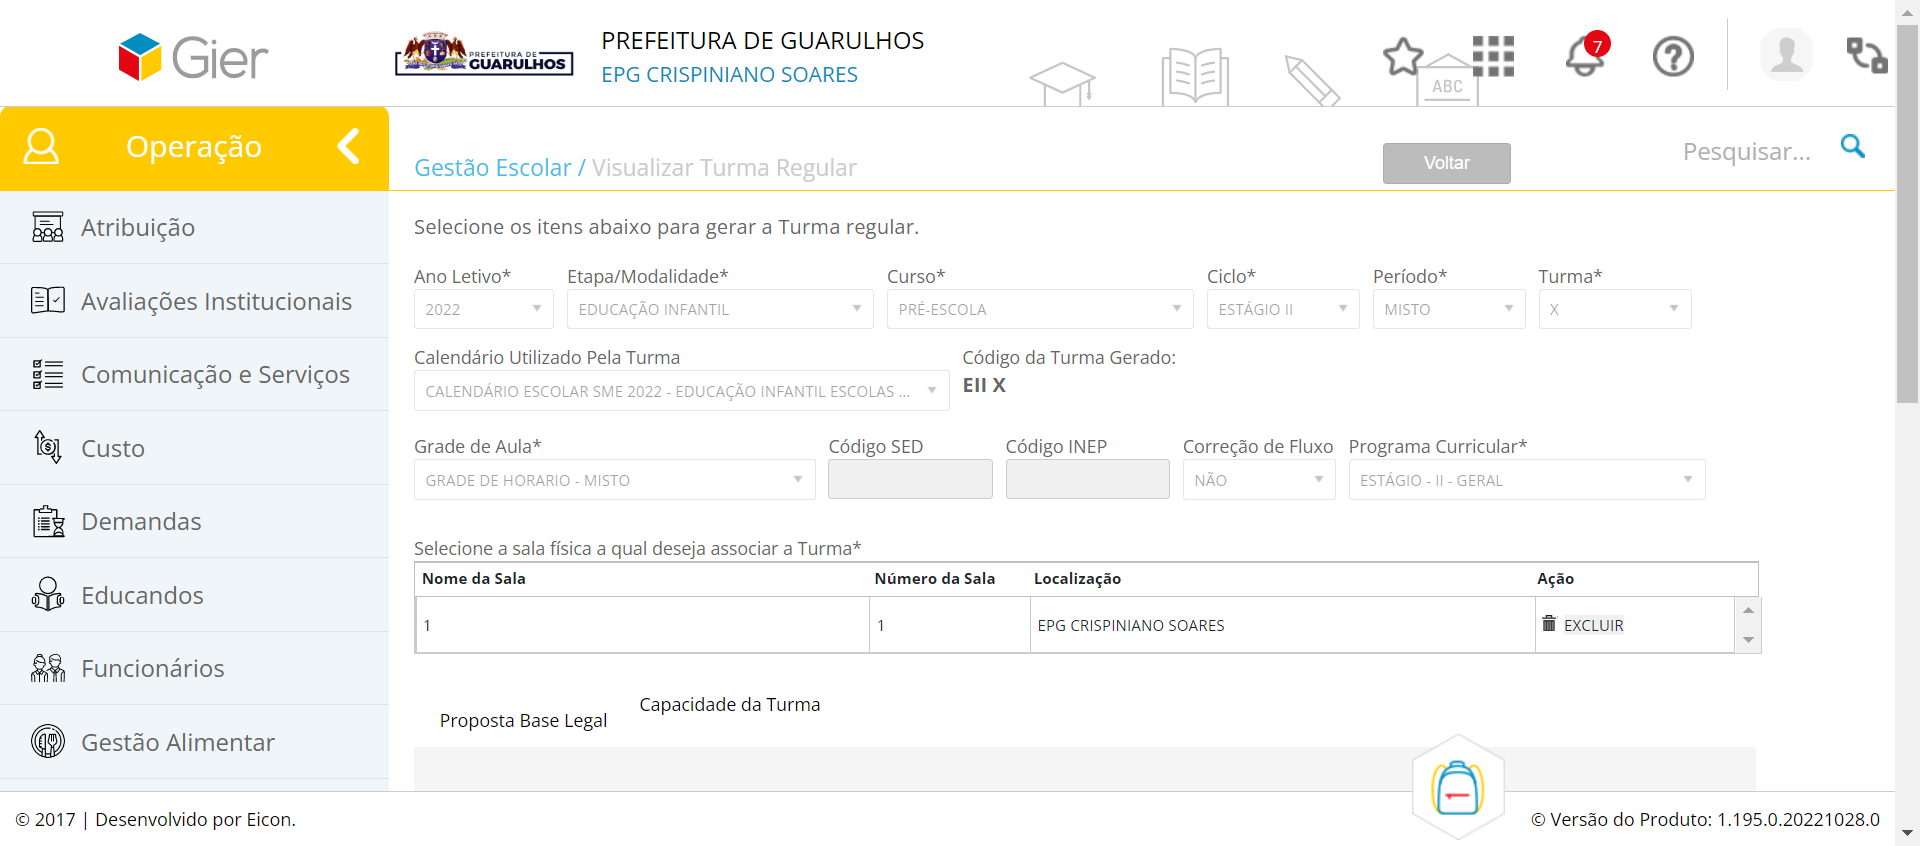 Gier
PREFEITURA DE
GUARULHOS
PREFEITURA DE GUARULHOS
EPG CRISPINIANO SOARES
ABC
7
Operação
Gestão Escolar / Visualizar Turma Regular
Voltar
Pesquisar...
Atribuição
Avaliações Institucionais
Comunicação e Serviços
Custo
Demandas
Educandos
Funcionários
Gestão Alimentar
Selecione os itens abaixo para gerar a Turma regular.
Ano Letivo* Etapa/Modalidade* Curso* Ciclo* Período* Turma*
2022 EDUCAÇÃO INFANTIL PRÉ-ESCOLA ESTÁGIO II MISTO X
Calendário Utilizado Pela Turma Código da Turma Gerado:
CALENDÁRIO ESCOLAR SME 2022 - EDUCAÇÃO INFANTIL ESCOLAS ... EII X
Grade de Aula* Código SED Código INEP Correção de Fluxo Programa Curricular*
GRADE DE HORARIO - MISTO NÃO ESTÁGIO - II - GERAL
Selecione a sala física a qual deseja associar a Turma*
Nome da Sala Número da Sala Localização Ação
1 1 EPG CRISPINIANO SOARES EXCLUIR
Capacidade da Turma
Proposta Base Legal
© 2017 | Desenvolvido por Eicon.
© Versão do Produto: 1.195.0.20221028.0